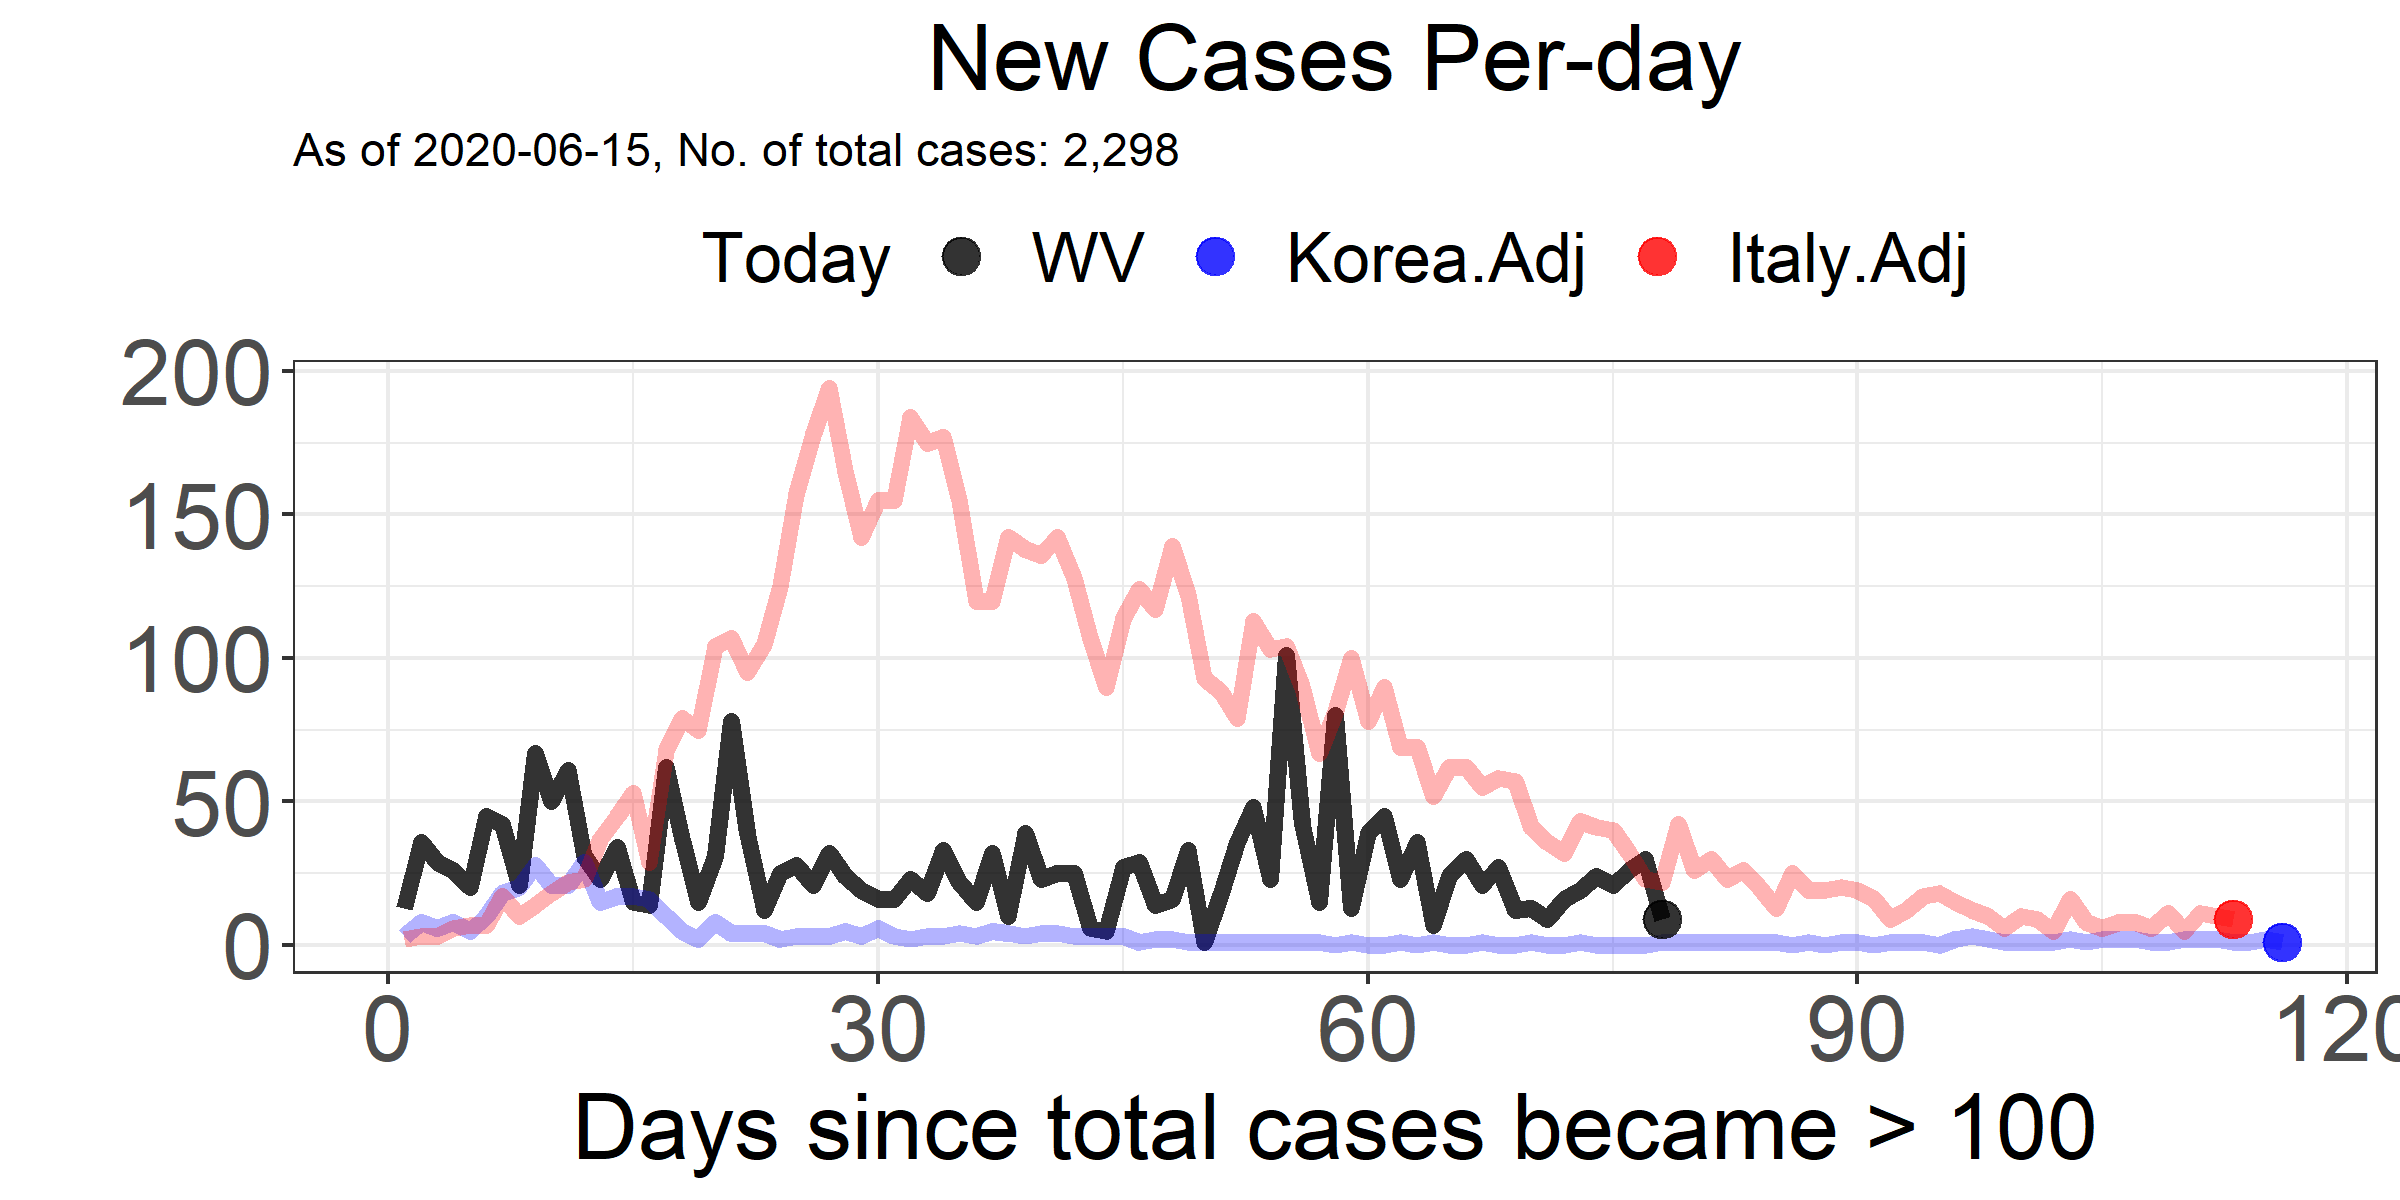 New Cases Per-day
As of 2020-06-15, No. of total cases: 2,298
Today WV Korea.Adj Italy.Adj
200
150
100
50
0
0 30 60 90 120
Days since total cases became > 100